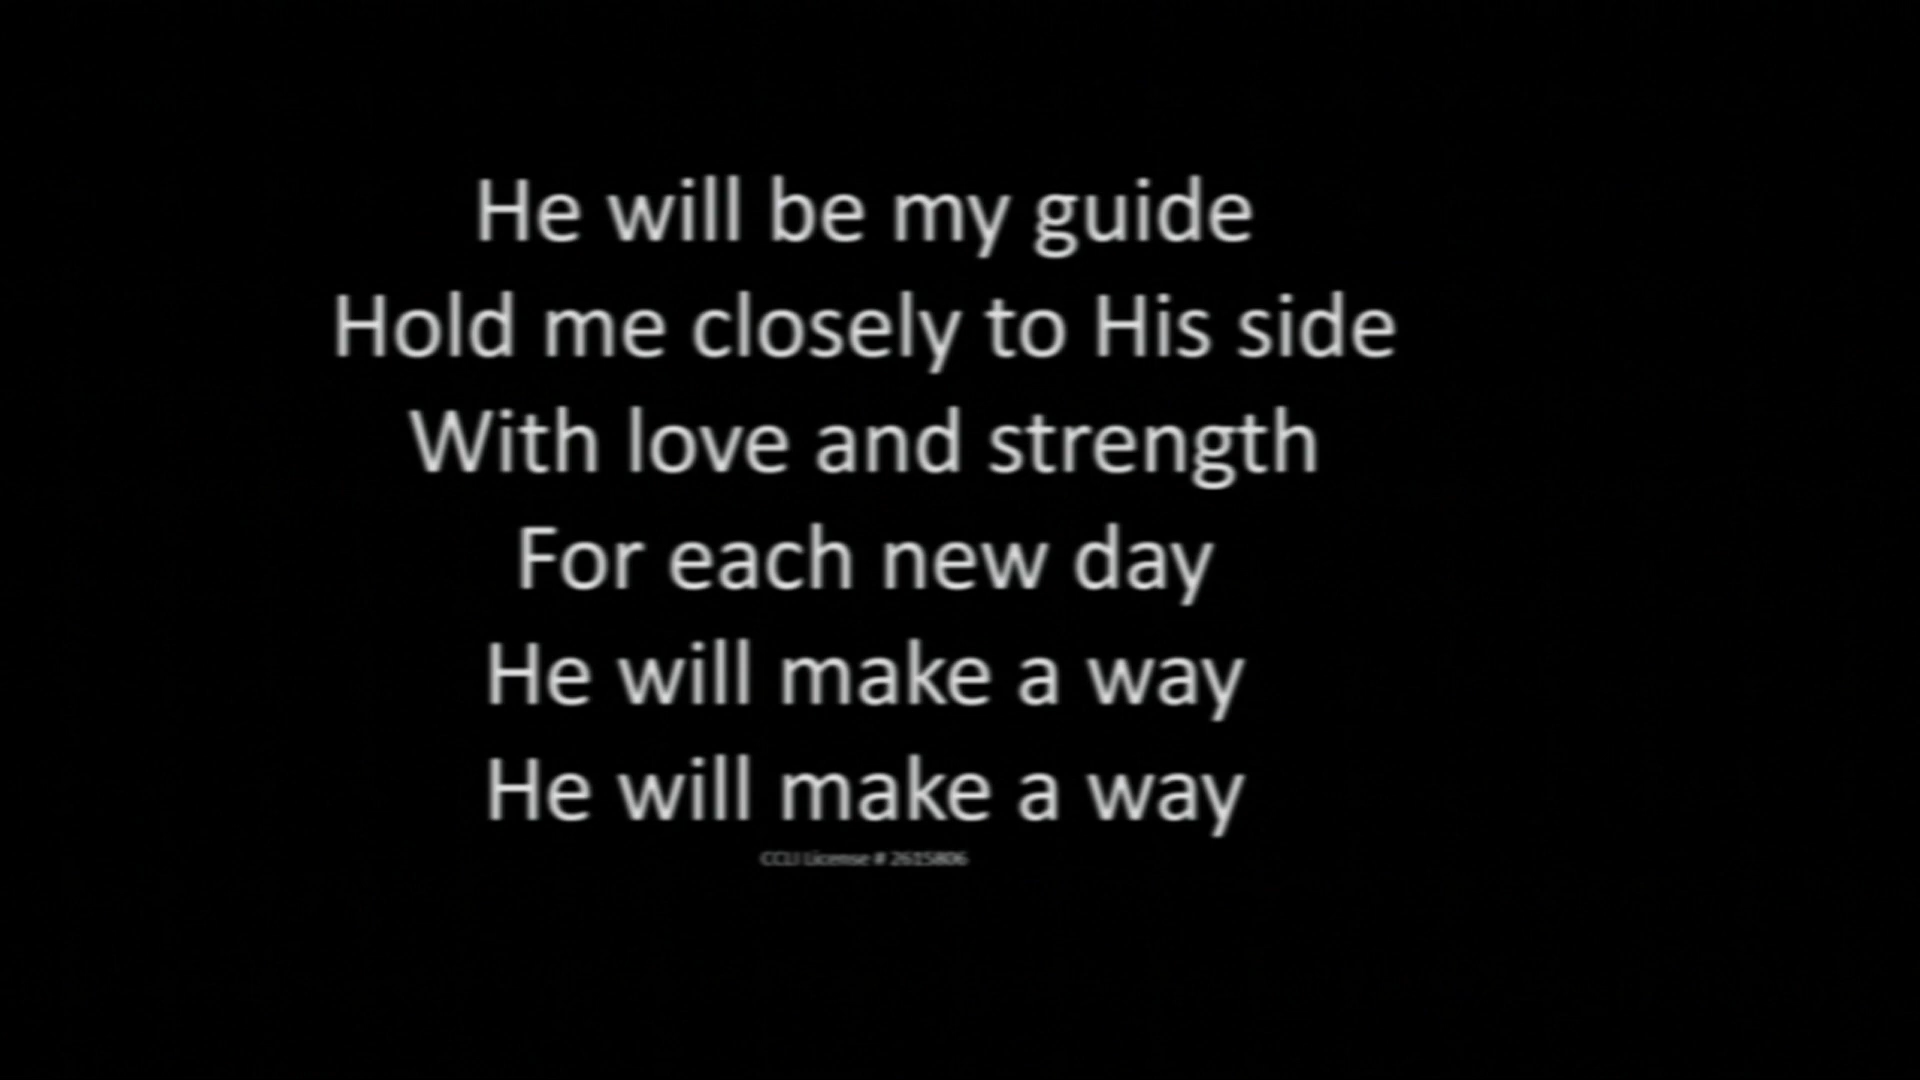 He will be my guide
Hold me closely to His side
With love and strength
For each new day
He will make a way
He will make a way
CCLI License # 2615806